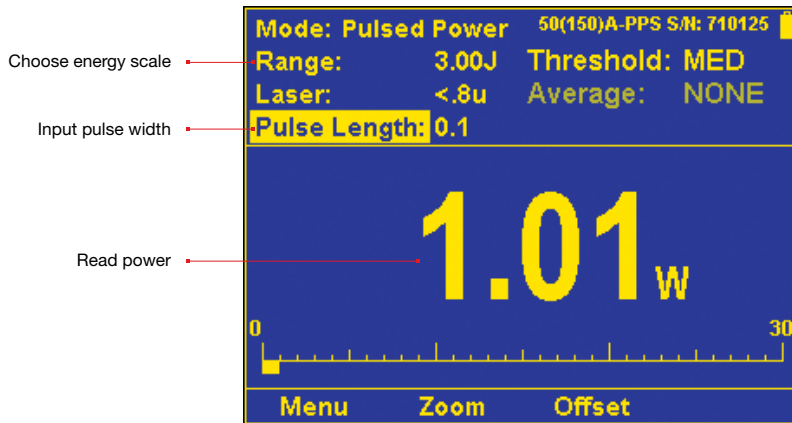 Mode: Pulsed Power 50(150)A-PPS S/N: 710125
Choose energy scale Range: 3.00J Threshold: MED
Laser: <.8u Average: NONE
Input pulse width Pulse Length: 0.1
Read power 1.01 W
0 30
Menu Zoom Offset